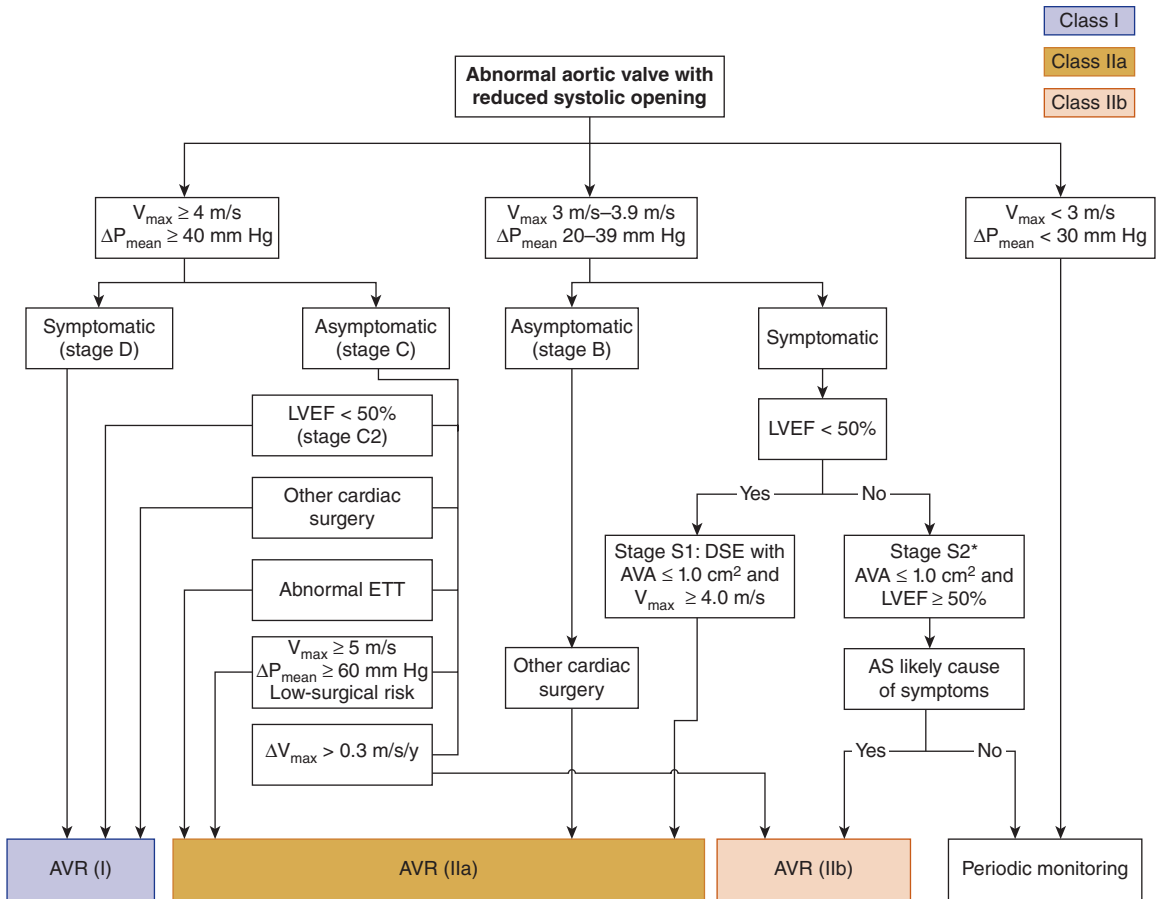 Class I
Class IIa
Class IIb
Abnormal aortic valve with
reduced systolic opening
Vmax ≥ 4 m/s
ΔPmean ≥ 40 mm Hg
Vmax 3 m/s–3.9 m/s
ΔPmean 20–39 mm Hg
Vmax < 3 m/s
ΔPmean < 30 mm Hg
Symptomatic
(stage D)
Asymptomatic
(stage C)
Asymptomatic
(stage B)
Symptomatic
LVEF < 50%
(stage C2)
LVEF < 50%
Other cardiac
surgery
Yes
No
Abnormal ETT
Stage S1: DSE with
AVA ≤ 1.0 cm² and
Vmax ≥ 4.0 m/s
Stage S2*
AVA ≤ 1.0 cm² and
LVEF ≥ 50%
Vmax ≥ 5 m/s
ΔPmean ≥ 60 mm Hg
Low-surgical risk
Other cardiac
surgery
AS likely cause
of symptoms
ΔVmax > 0.3 m/s/y
Yes
No
AVR (I)
AVR (IIa)
AVR (IIb)
Periodic monitoring